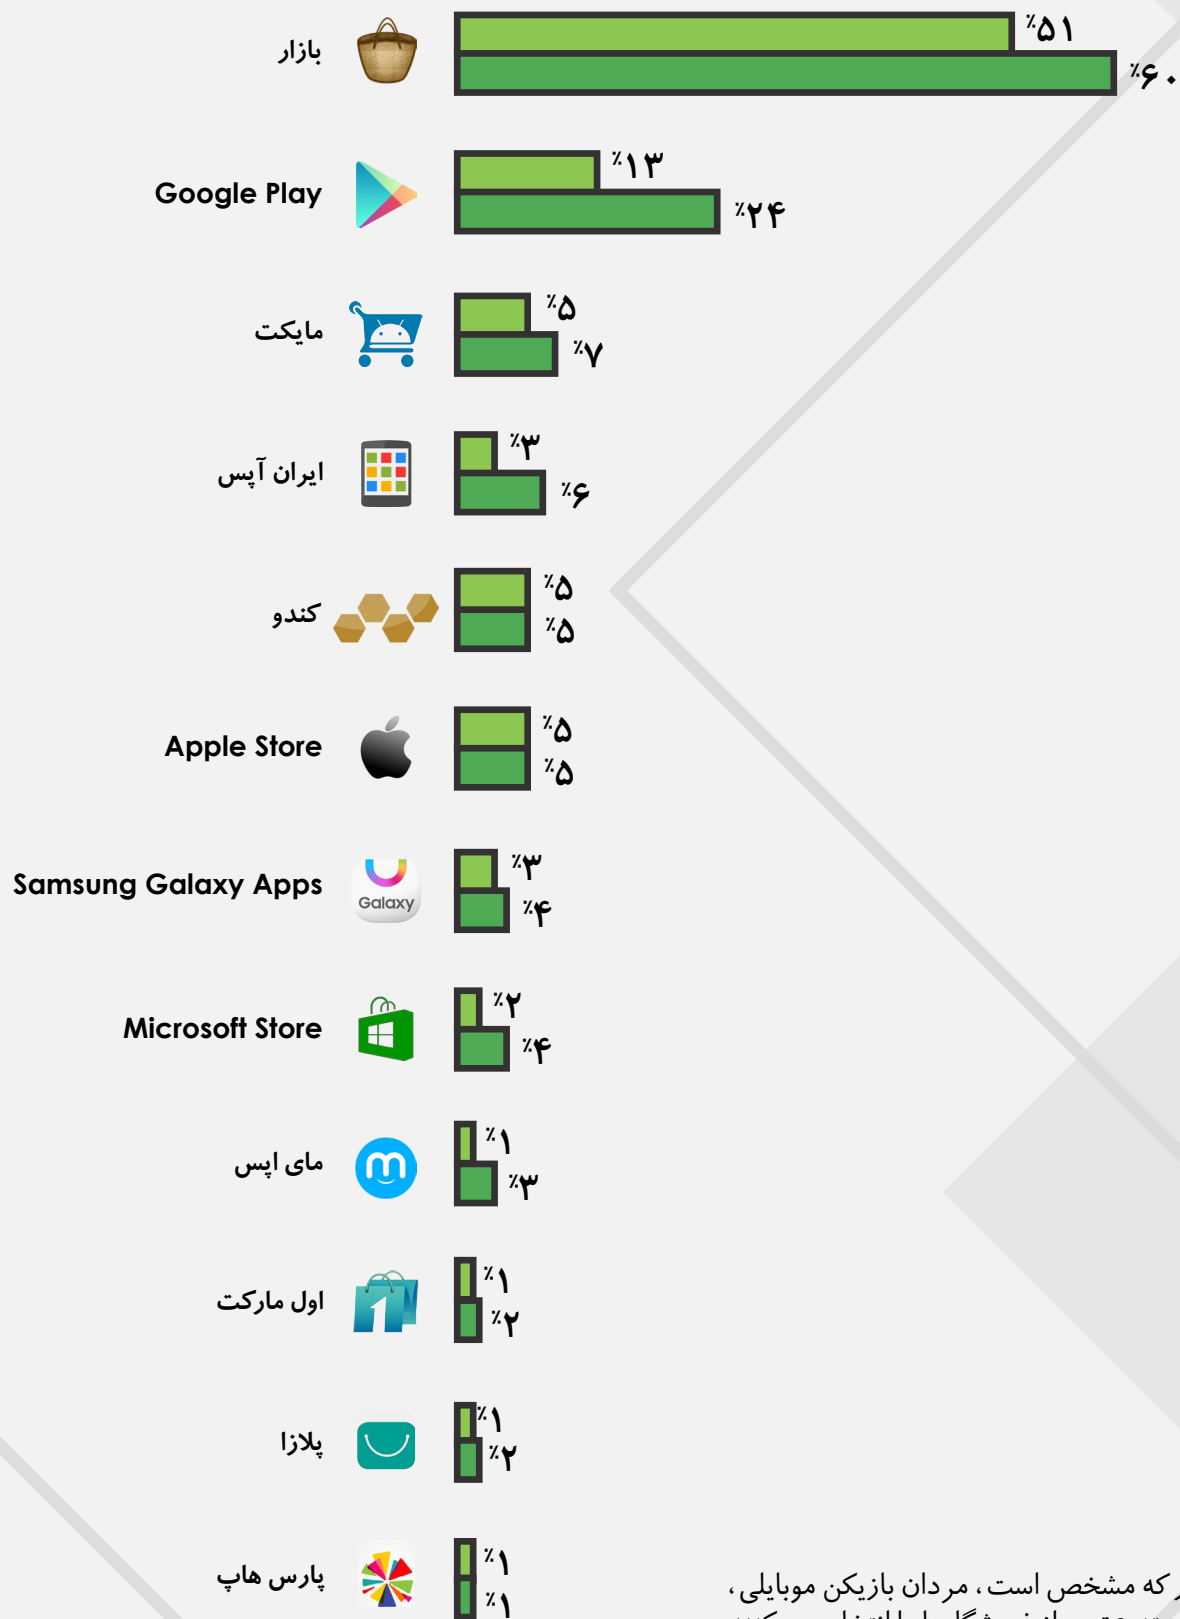 بازار
٪۵۱
٪۶۰
Google Play
٪۱۳
٪۲۴
مایکت
٪۵
٪۷
ایران آپس
٪۳
٪۶
کندو
٪۵
٪۵
Apple Store
٪۵
٪۵
Samsung Galaxy Apps
Galaxy
٪۳
٪۴
Microsoft Store
٪۲
٪۴
مای اپس
٪۱
٪۳
اول مارکت
1
٪۱
٪۲
پلازا
٪۱
٪۲
پارس هاپ
٪۱
٪۱
که مشخص است، مردان بازیکن موبایلی،